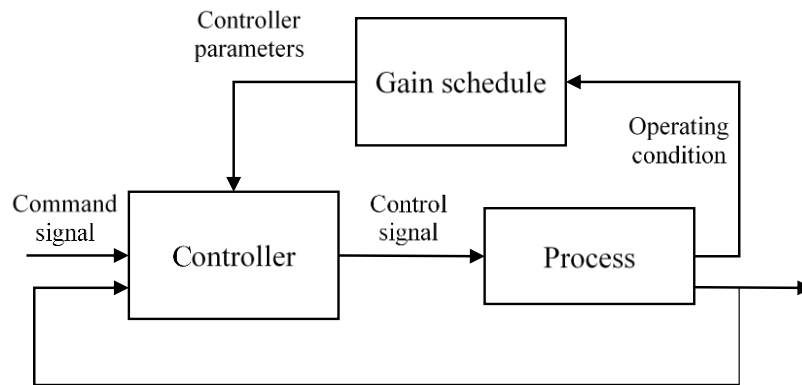 Controller
parameters
Gain schedule
Operating
condition
Command
signal
Controller
Control
signal
Process